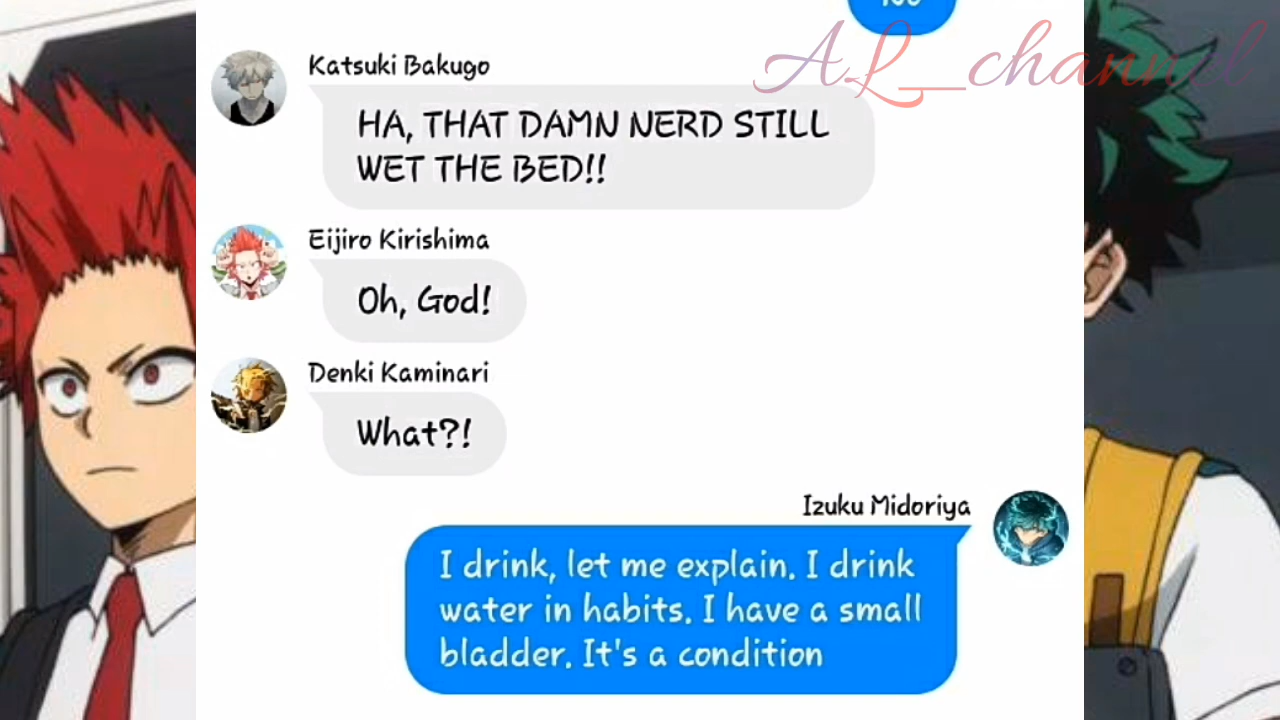 AL__channel
Katsuki Bakugo
HA, THAT DAMN NERD STILL
WET THE BED!!
Eijiro Kirishima
Oh, God!
Denki Kaminari
What?!
Izuku Midoriya
I drink, let me explain. I drink
water in habits. I have a small
bladder. It's a condition